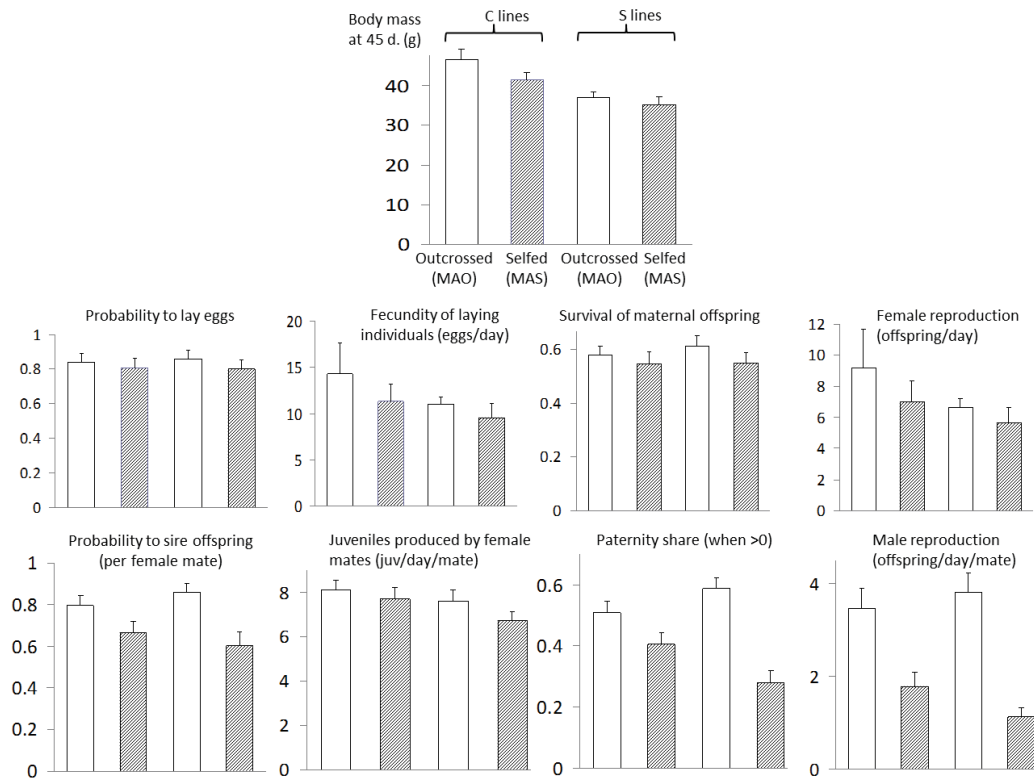 Body mass
at 45 d. (g)
C lines
S lines
40
30
20
10
0
Outcrossed
(MAO)
Selfed
(MAS)
Outcrossed
(MAO)
Selfed
(MAS)
Probability to lay eggs
1
0.8
0.6
0.4
0.2
0
Fecundity of laying
individuals (eggs/day)
20
15
10
5
0
Survival of maternal offspring
0.6
0.4
0.2
0
Female reproduction
(offspring/day)
12
10
8
6
4
2
0
Probability to sire offspring
(per female mate)
1
0.8
0.6
0.4
0.2
0
Juveniles produced by female
mates (juv/day/mate)
8
6
4
2
0
Paternity share (when >0)
0.6
0.4
0.2
0.0
Male reproduction
(offspring/day/mate)
4
2
0